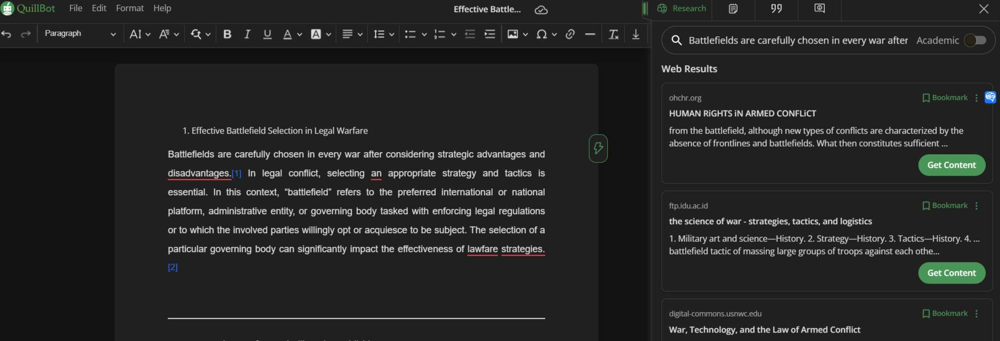 QuillBot File Edit Format Help Effective Battle... Research
Paragraph
Battlefields are carefully chosen in every war after Academic
Web Results
1. Effective Battlefield Selection in Legal Warfare
Battlefields are carefully chosen in every war after considering strategic advantages and
disadvantages.[1] In legal conflict, selecting an appropriate strategy and tactics is
essential. In this context, “battlefield” refers to the preferred international or national
platform, administrative entity, or governing body tasked with enforcing legal regulations
or to which the involved parties willingly opt or acquiesce to be subject. The selection of a
particular governing body can significantly impact the effectiveness of lawfare strategies.
[2]
ohchr.org Bookmark
HUMAN RiGHTS iN ARMED CONFLiCT
from the battlefield, although new types of conflicts are characterized by the
absence of frontlines and battlefields. What then constitutes sufficient ...
Get Content
ftp.idu.ac.id Bookmark
the science of war - strategies, tactics, and logistics
1. Military art and science—History. 2. Strategy—History. 3. Tactics—History. 4. ...
battlefield tactic of massing large groups of troops against each othe...
Get Content
digital-commons.usnwc.edu Bookmark
War, Technology, and the Law of Armed Conflict